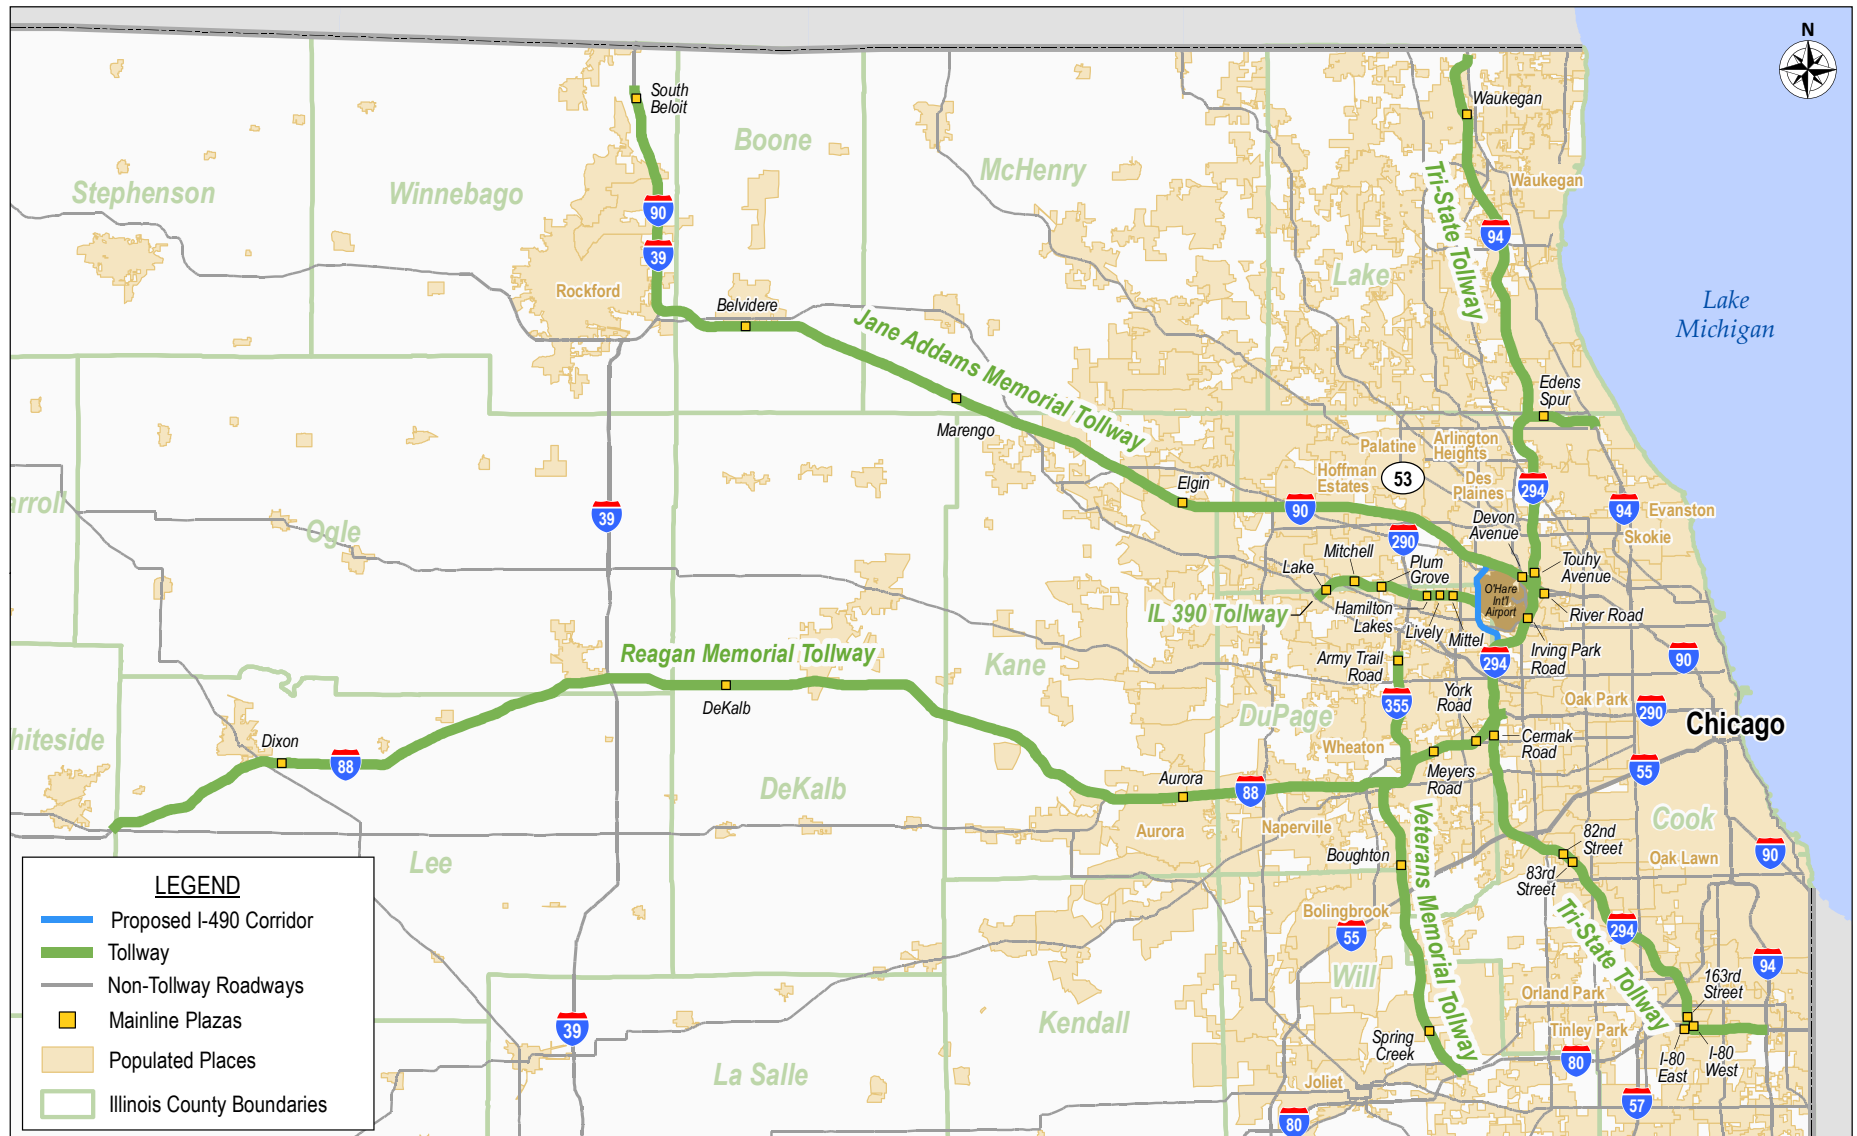 N
South
Beloit
Waukegan
Boone
McHenry
Stephenson
Winnebago
Waukegan
Tri-State Tollway
90
94
39
Lake
Rockford
Belvidere
Lake
Michigan
Jane Addams Memorial Tollway
Edens
Spur
Marengo
Palatine
Arlington
Heights
Hoffman
Estates
53
Des
Plaines
Elgin
294
arroll
39
90
94
Evanston
Ogle
Devon
Avenue
Skokie
290
Mitchell
Plum
Grove
Touhy
Avenue
Lake
O'Hare
Int'l
Airport
IL 390 Tollway
Hamilton
Lakes
Lively
Mittel
River Road
Reagan Memorial Tollway
Kane
Army Trail
Road
294
Irving Park
Road
90
DeKalb
355
York
Road
Oak Park
290
DuPage
Chicago
hiteside
Dixon
Wheaton
Cermak
Road
88
Meyers
Road
55
Aurora
DeKalb
88
Veterans Memorial Tollway
Cook
Aurora
Naperville
82nd
Street
Lee
Boughton
83rd
Street
Oak Lawn
90
LEGEND
Proposed I-490 Corridor
Tollway
Non-Tollway Roadways
Mainline Plazas
Populated Places
Illinois County Boundaries
Bolingbrook
55
Tri-State Tollway
294
94
Will
163rd
Street
Orland Park
39
Kendall
Tinley Park
Spring
Creek
I-80
East
I-80
West
80
La Salle
Joliet
57
80